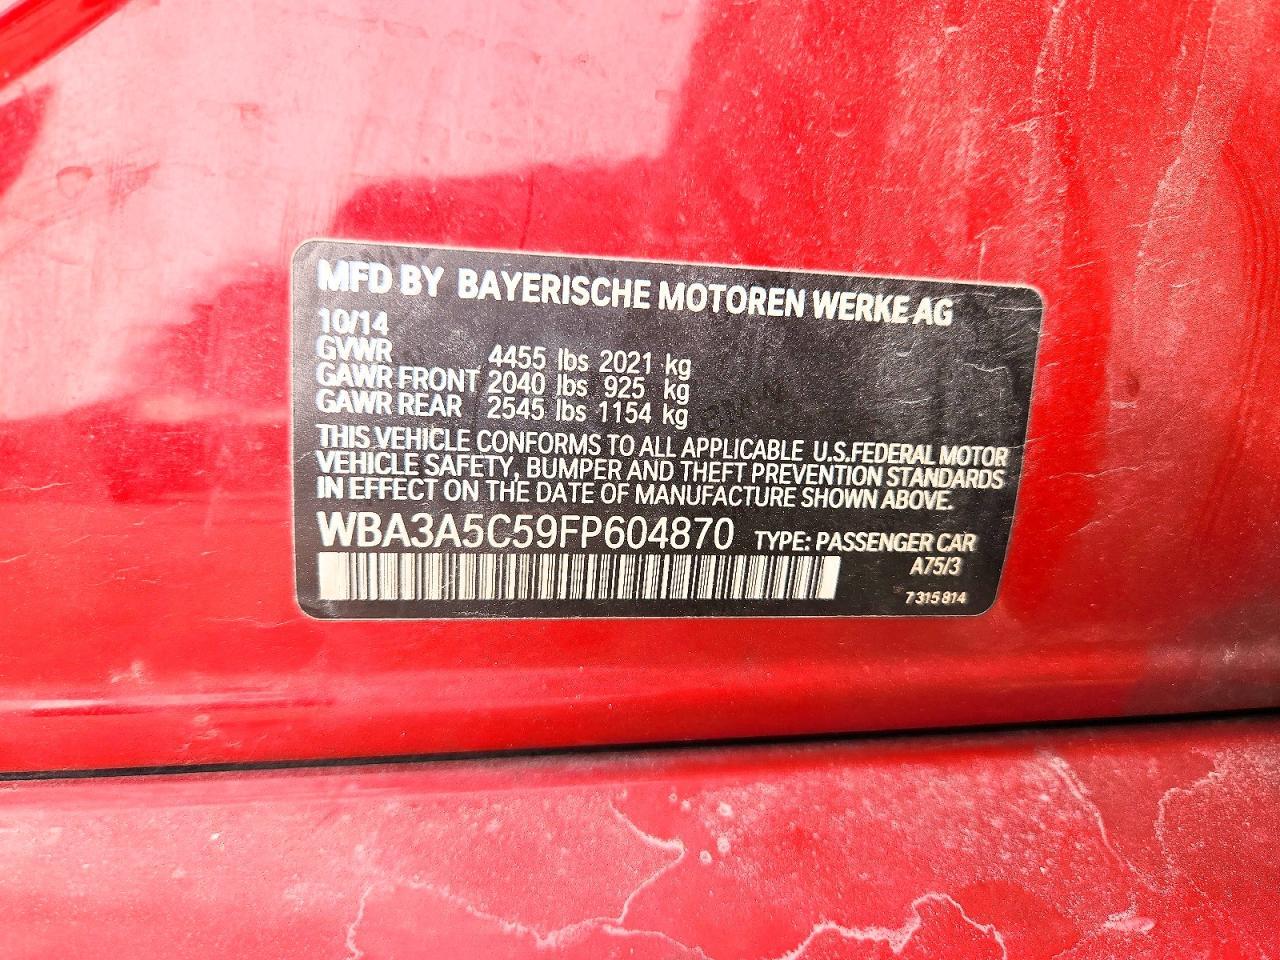 MFD BY BAYERISCHE MOTOREN WERKE AG
10/14
GVWR 4455 lbs 2021 kg
GAWR FRONT 2040 lbs 925 kg
GAWR REAR 2545 lbs 1154 kg
THIS VEHICLE CONFORMS TO ALL APPLICABLE U.S.FEDERAL MOTOR
VEHICLE SAFETY, BUMPER AND THEFT PREVENTION STANDARDS
IN EFFECT ON THE DATE OF MANUFACTURE SHOWN ABOVE.
WBA3A5C59FP604870 TYPE: PASSENGER CAR
A75/3
7 315 814